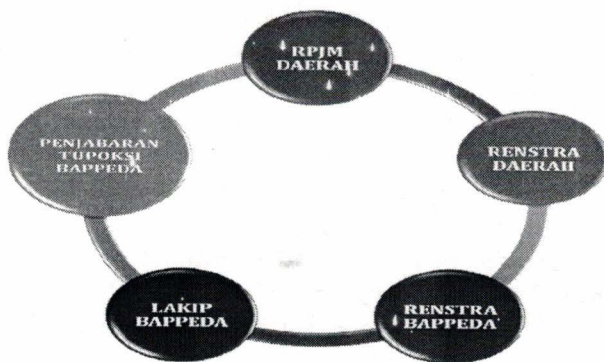 RPJM
DAERAH
RENSTRA
DAERAH
RENSTRA
BAPPEDA
LAKIP
BAPPEDA
PENJABARAN
TUPOKSI
BAPPEDA